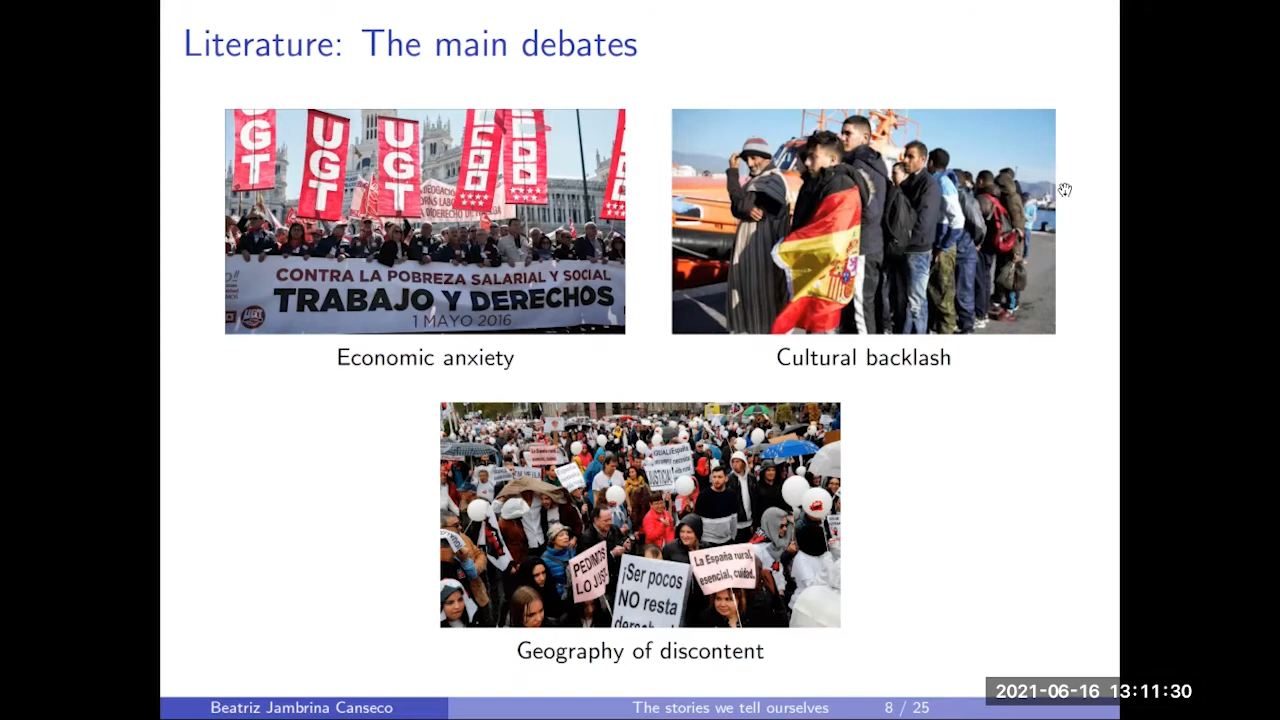 Literature: The main debates
UGT
UGT
UGT
CCOO
CONTRA LA POBREZA SALARIAL Y SOCIAL
TRABAJO Y DERECHOS
1 MAYO 2016
Economic anxiety
Cultural backlash
JUSTICIA
PEDIMOS
LO JUSTO
¡Ser pocos
NO resta
La España rural,
esencial, cuidad.
Geography of discontent
Beatriz Jambrina Canseco
The stories we tell ourselves
8 / 25
2021-06-16 13:11:30